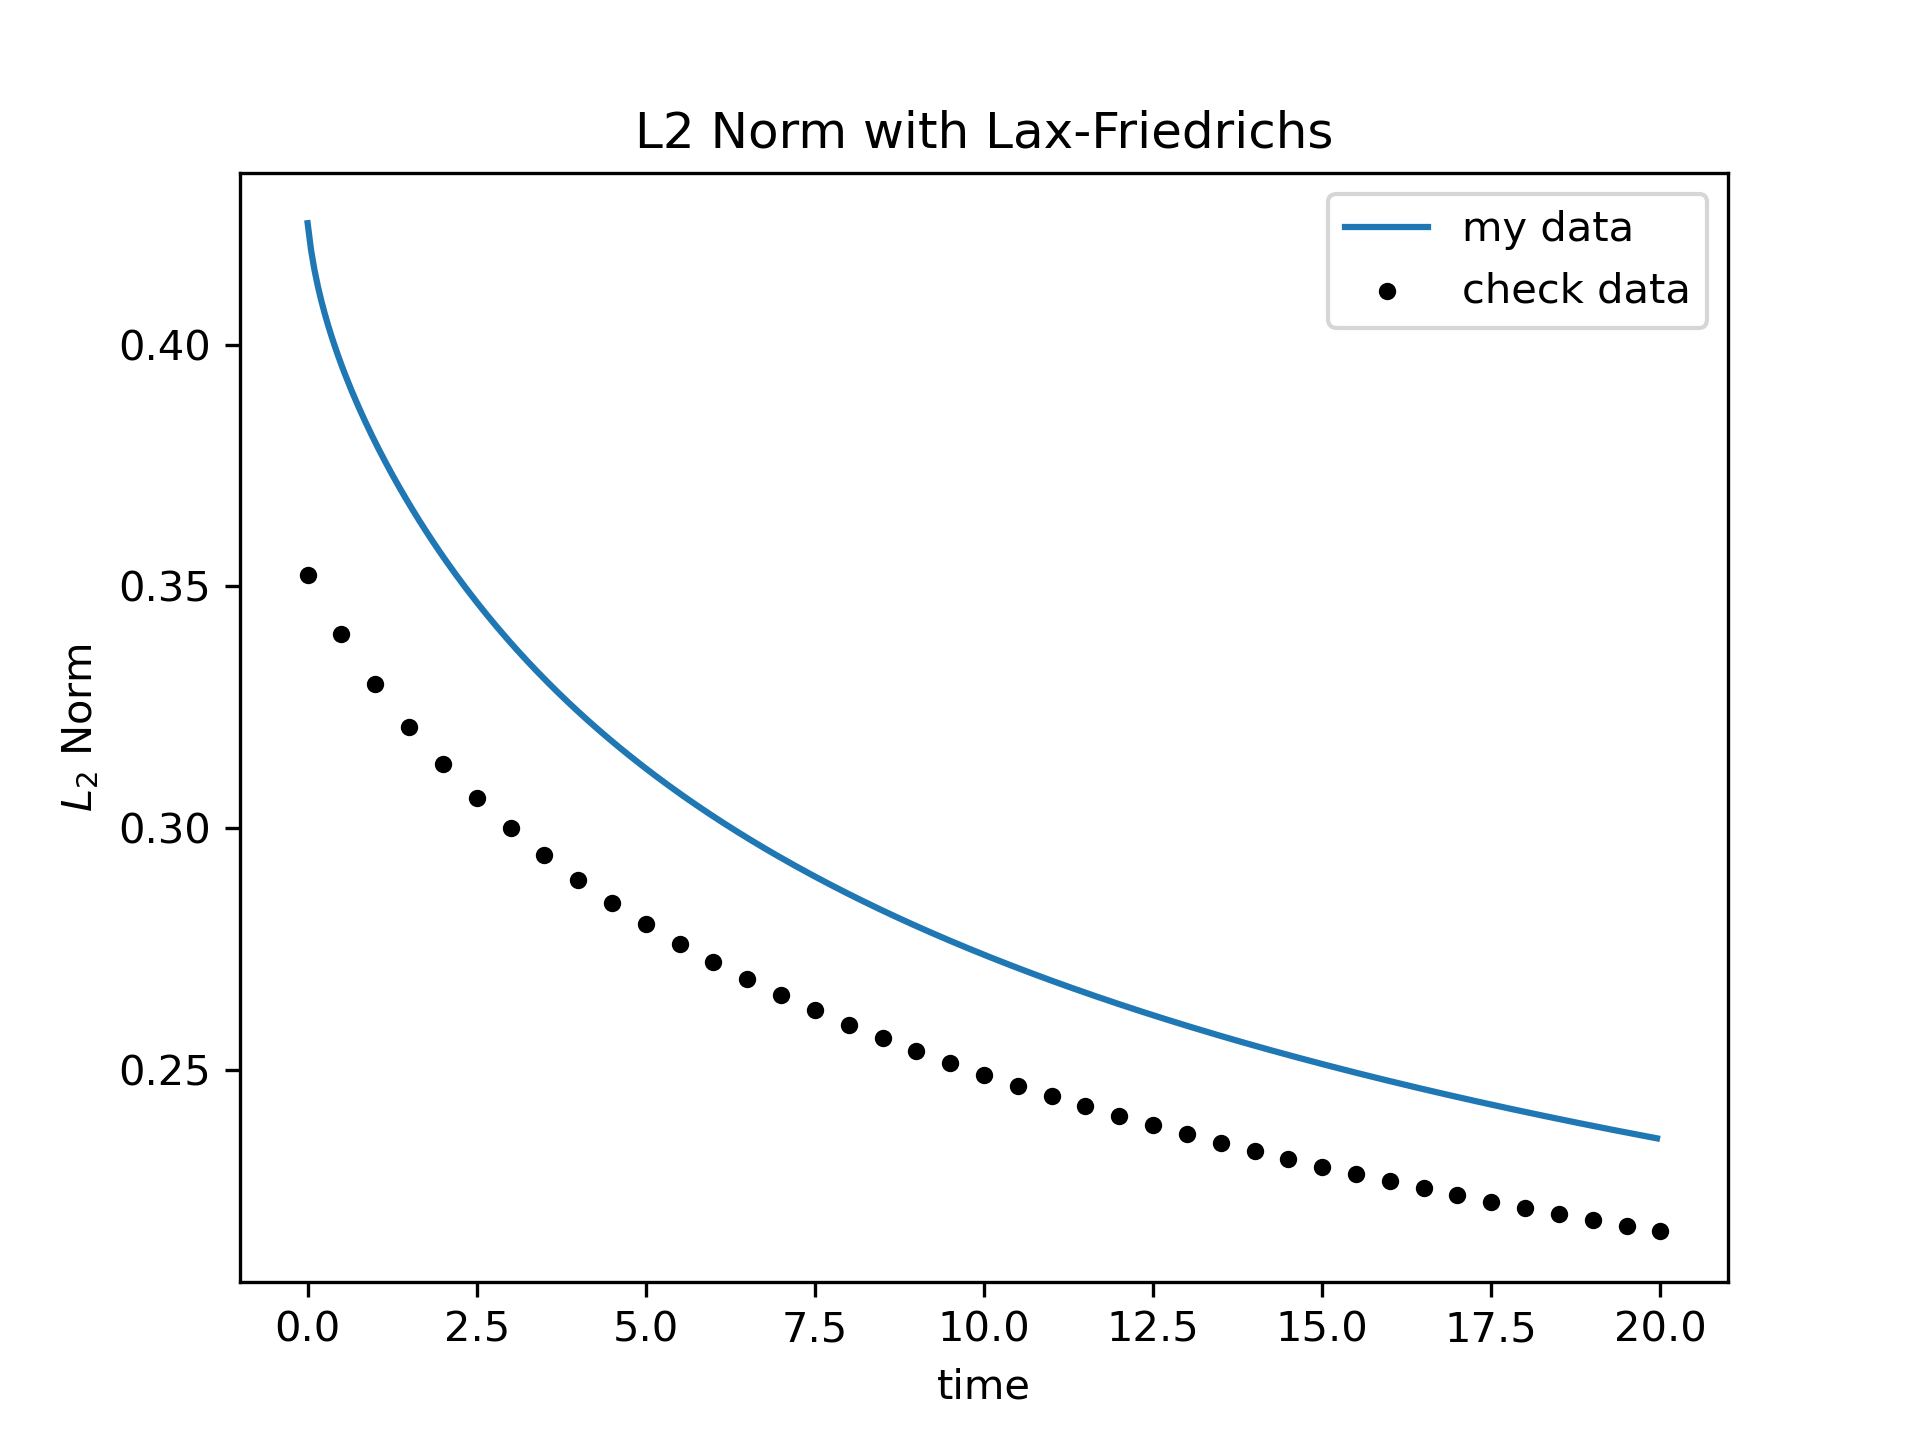 L2 Norm with Lax-Friedrichs
my data
check data
0.40
0.35
0.30
0.25
L₂ Norm
0.0 2.5 5.0 7.5 10.0 12.5 15.0 17.5 20.0
time